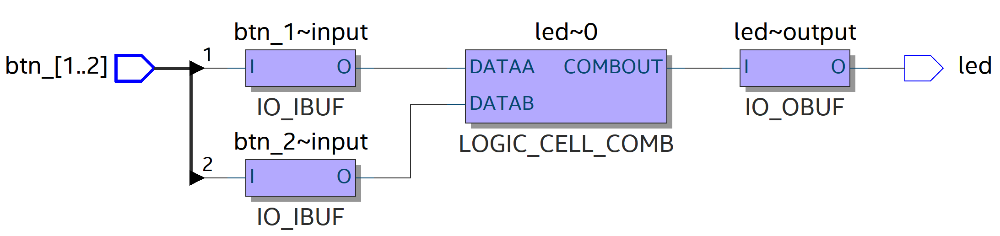 btn_[1..2]
1
btn_1~input
I
O
IO_IBUF
2
btn_2~input
I
O
IO_IBUF
led~0
DATAA
COMBOUT
DATAB
LOGIC_CELL_COMB
led~output
I
O
IO_OBUF
led